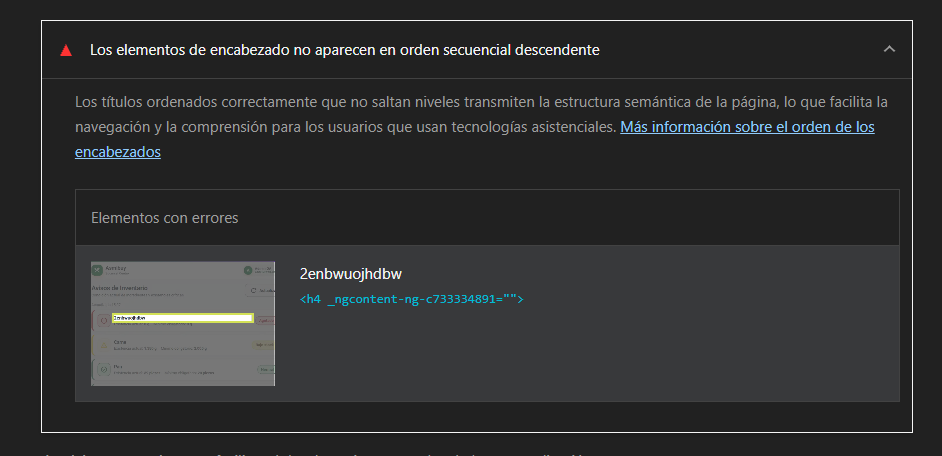 Los elementos de encabezado no aparecen en orden secuencial descendente
Los títulos ordenados correctamente que no saltan niveles transmiten la estructura semántica de la página, lo que facilita la
navegación y la comprensión para los usuarios que usan tecnologías asistenciales. Más información sobre el orden de los
encabezados
Elementos con errores
Avisos de Inventario
2enbwuojhdbw
Carne
Pan
2enbwuojhdbw
<h4 _ngcontent-ng-c733334891="">